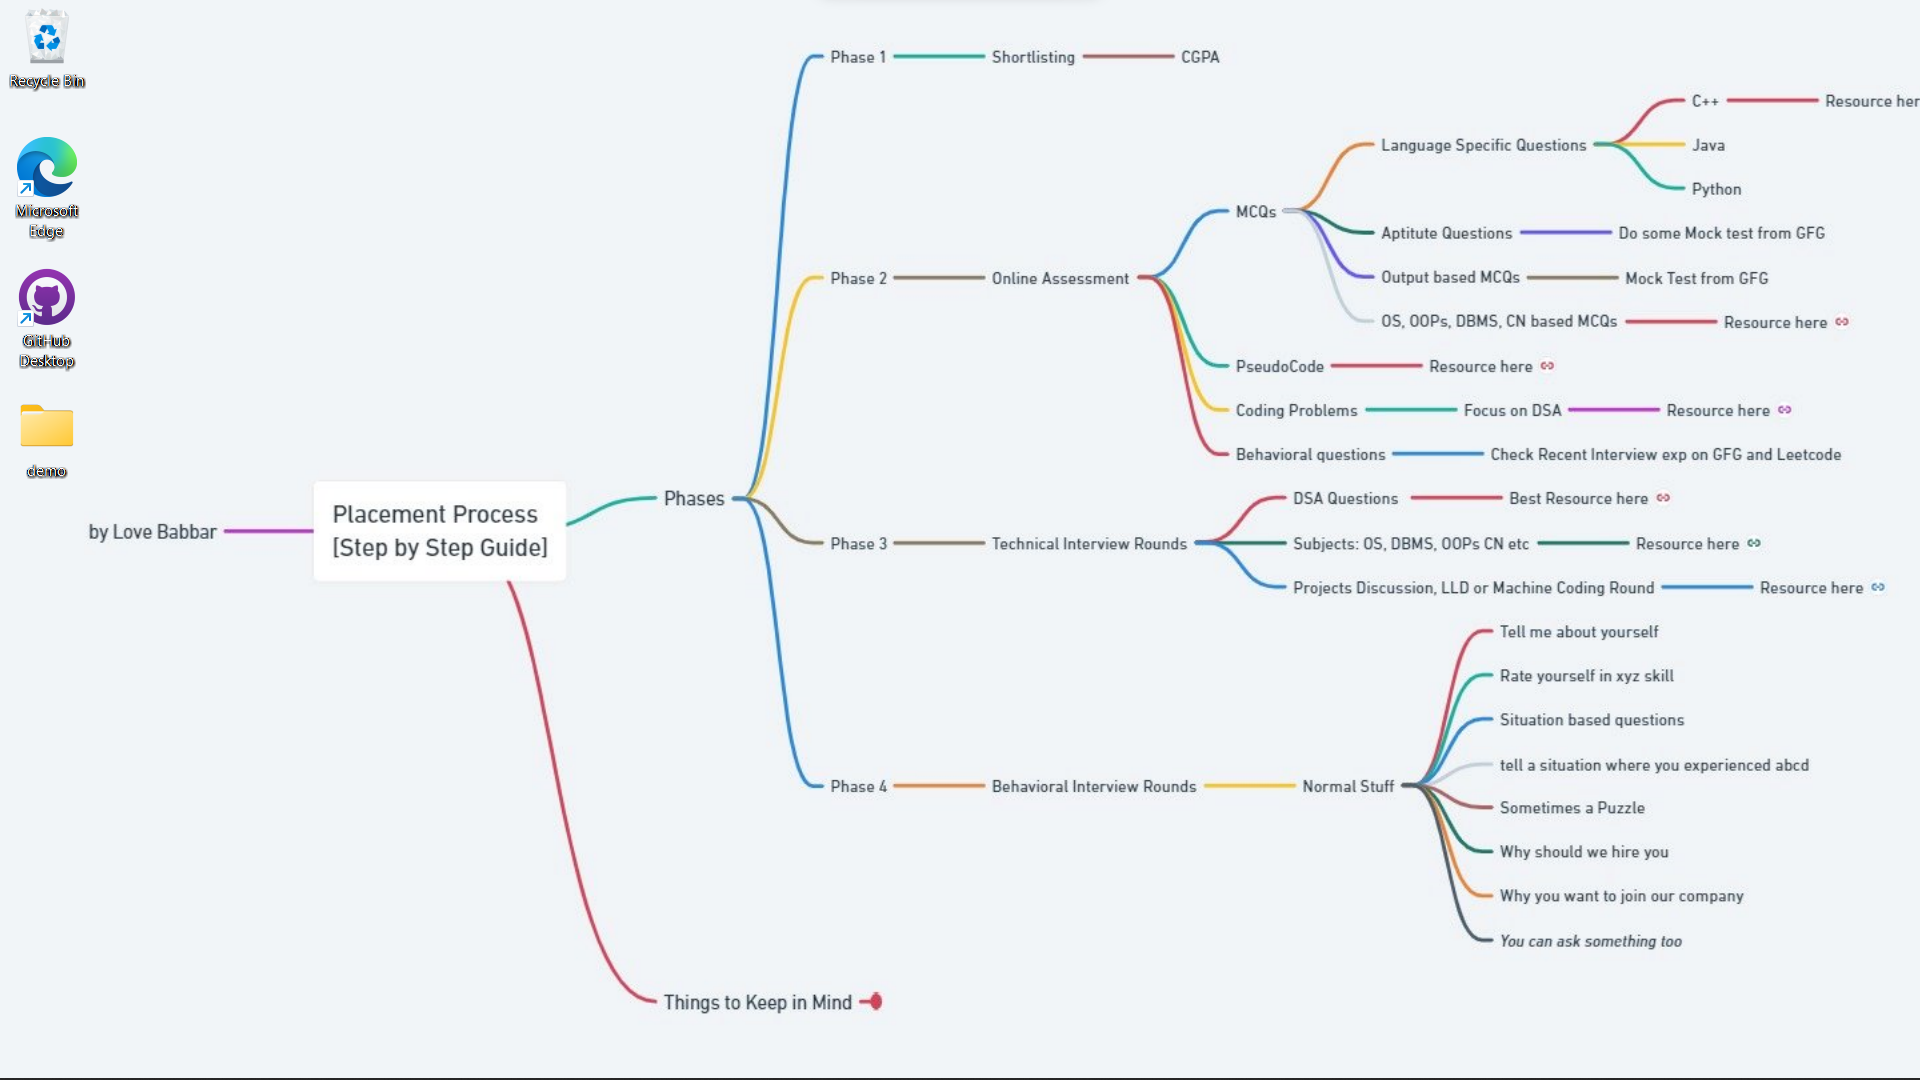 Recycle Bin
Microsoft
Edge
GitHub
Desktop
demo
by Love Babbar
Placement Process
[Step by Step Guide]
Phases
Phase 1
Shortlisting
CGPA
Phase 2
Online Assessment
MCQs
Language Specific Questions
C++
Resource her
Java
Python
Aptitute Questions
Do some Mock test from GFG
Output based MCQs
Mock Test from GFG
OS, OOPs, DBMS, CN based MCQs
Resource here
PseudoCode
Resource here
Coding Problems
Focus on DSA
Resource here
Behavioral questions
Check Recent Interview exp on GFG and Leetcode
Phase 3
Technical Interview Rounds
DSA Questions
Best Resource here
Subjects: OS, DBMS, OOPs CN etc
Resource here
Projects Discussion, LLD or Machine Coding Round
Resource here
Phase 4
Behavioral Interview Rounds
Normal Stuff
Tell me about yourself
Rate yourself in xyz skill
Situation based questions
tell a situation where you experienced abcd
Sometimes a Puzzle
Why should we hire you
Why you want to join our company
You can ask something too
Things to Keep in Mind